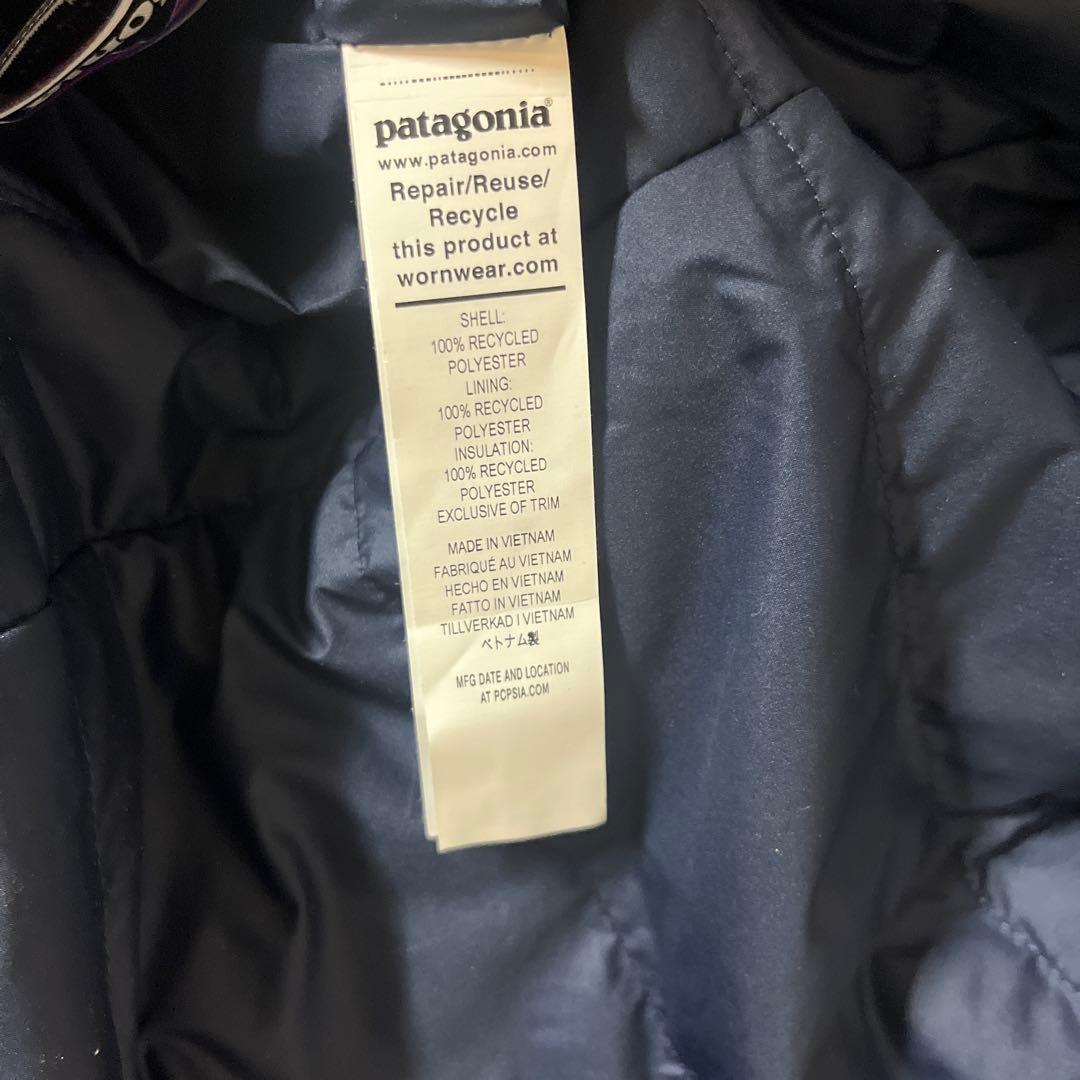 patagonia®
www.patagonia.com
Repair/Reuse/
Recycle
this product at
wornwear.com
SHELL:
100% RECYCLED
POLYESTER
LINING:
100% RECYCLED
POLYESTER
INSULATION:
100% RECYCLED
POLYESTER
EXCLUSIVE OF TRIM
MADE IN VIETNAM
FABRIQUÉ AU VIETNAM
HECHO EN VIETNAM
FATTO IN VIETNAM
TILLVERKAD I VIETNAM
ベトナム製
MFG DATE AND LOCATION
AT PCPSIA.COM